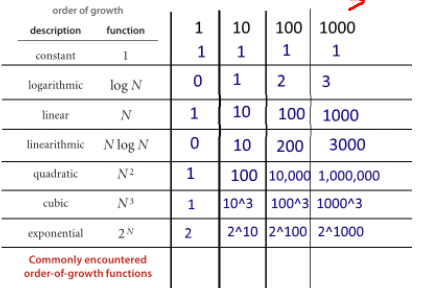 order of growth
description function 1 10 100 1000
constant 1 1 1 1 1
logarithmic log N 0 1 2 3
linear N 1 10 100 1000
linearithmic N log N 0 10 200 3000
quadratic N² 1 100 10,000 1,000,000
cubic N³ 1 10^3 100^3 1000^3
exponential 2ᴺ 2 2^10 2^100 2^1000
Commonly encountered
order-of-growth functions